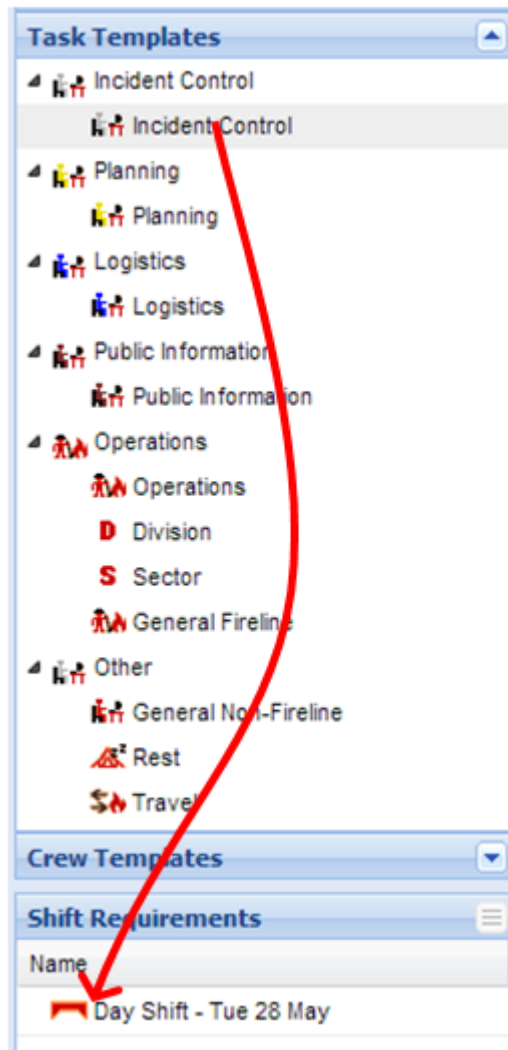 Task Templates
Incident Control
Incident Control
Planning
Planning
Logistics
Logistics
Public Information
Public Information
Operations
Operations
D Division
S Sector
General Fireline
Other
General Non-Fireline
Rest
Travel
Crew Templates
Shift Requirements
Name
Day Shift - Tue 28 May